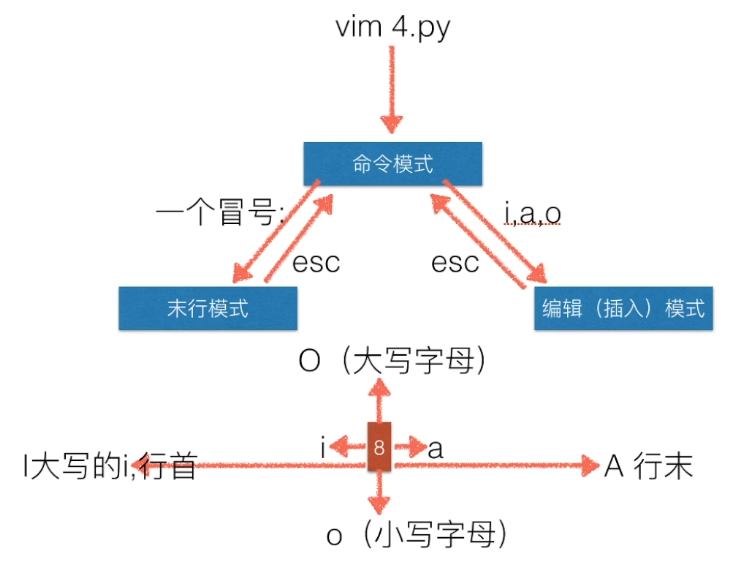 vim 4.py
命令模式
一个冒号:
i,a,o
esc
esc
末行模式
编辑（插入）模式
O（大写字母）
i
8
a
I大写的i,行首
A 行末
o（小写字母）